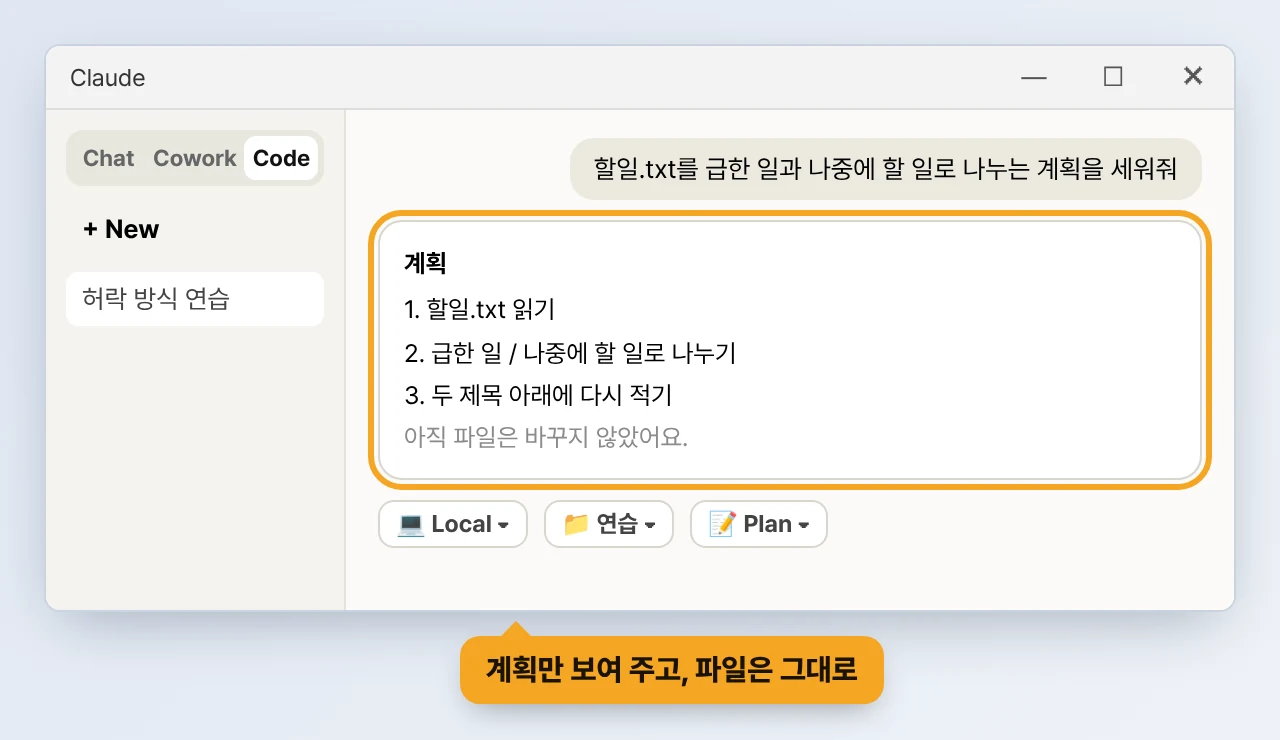 Claude
Chat Cowork Code
+ New
허락 방식 연습
할일.txt를 급한 일과 나중에 할 일로 나누는 계획을 세워줘
계획
1. 할일.txt 읽기
2. 급한 일 / 나중에 할 일로 나누기
3. 두 제목 아래에 다시 적기
아직 파일은 바꾸지 않았어요.
Local
연습
Plan
계획만 보여 주고, 파일은 그대로